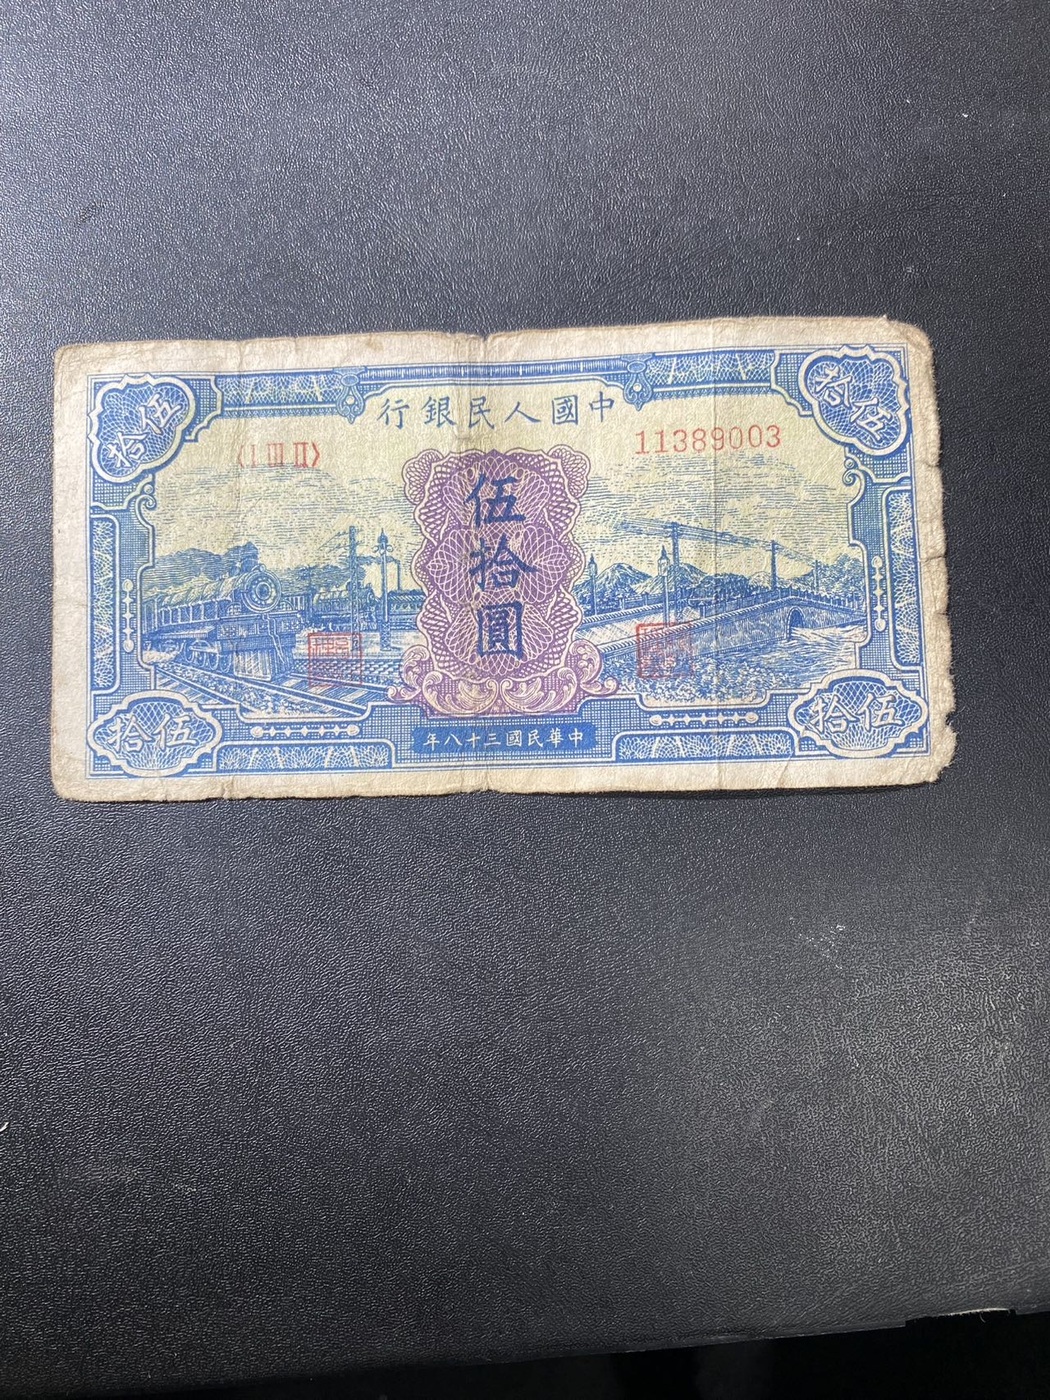 伍拾
中國人民銀行
伍拾
〈I III II〉
11389003
伍拾圓
伍拾
中華民國三十八年
伍拾